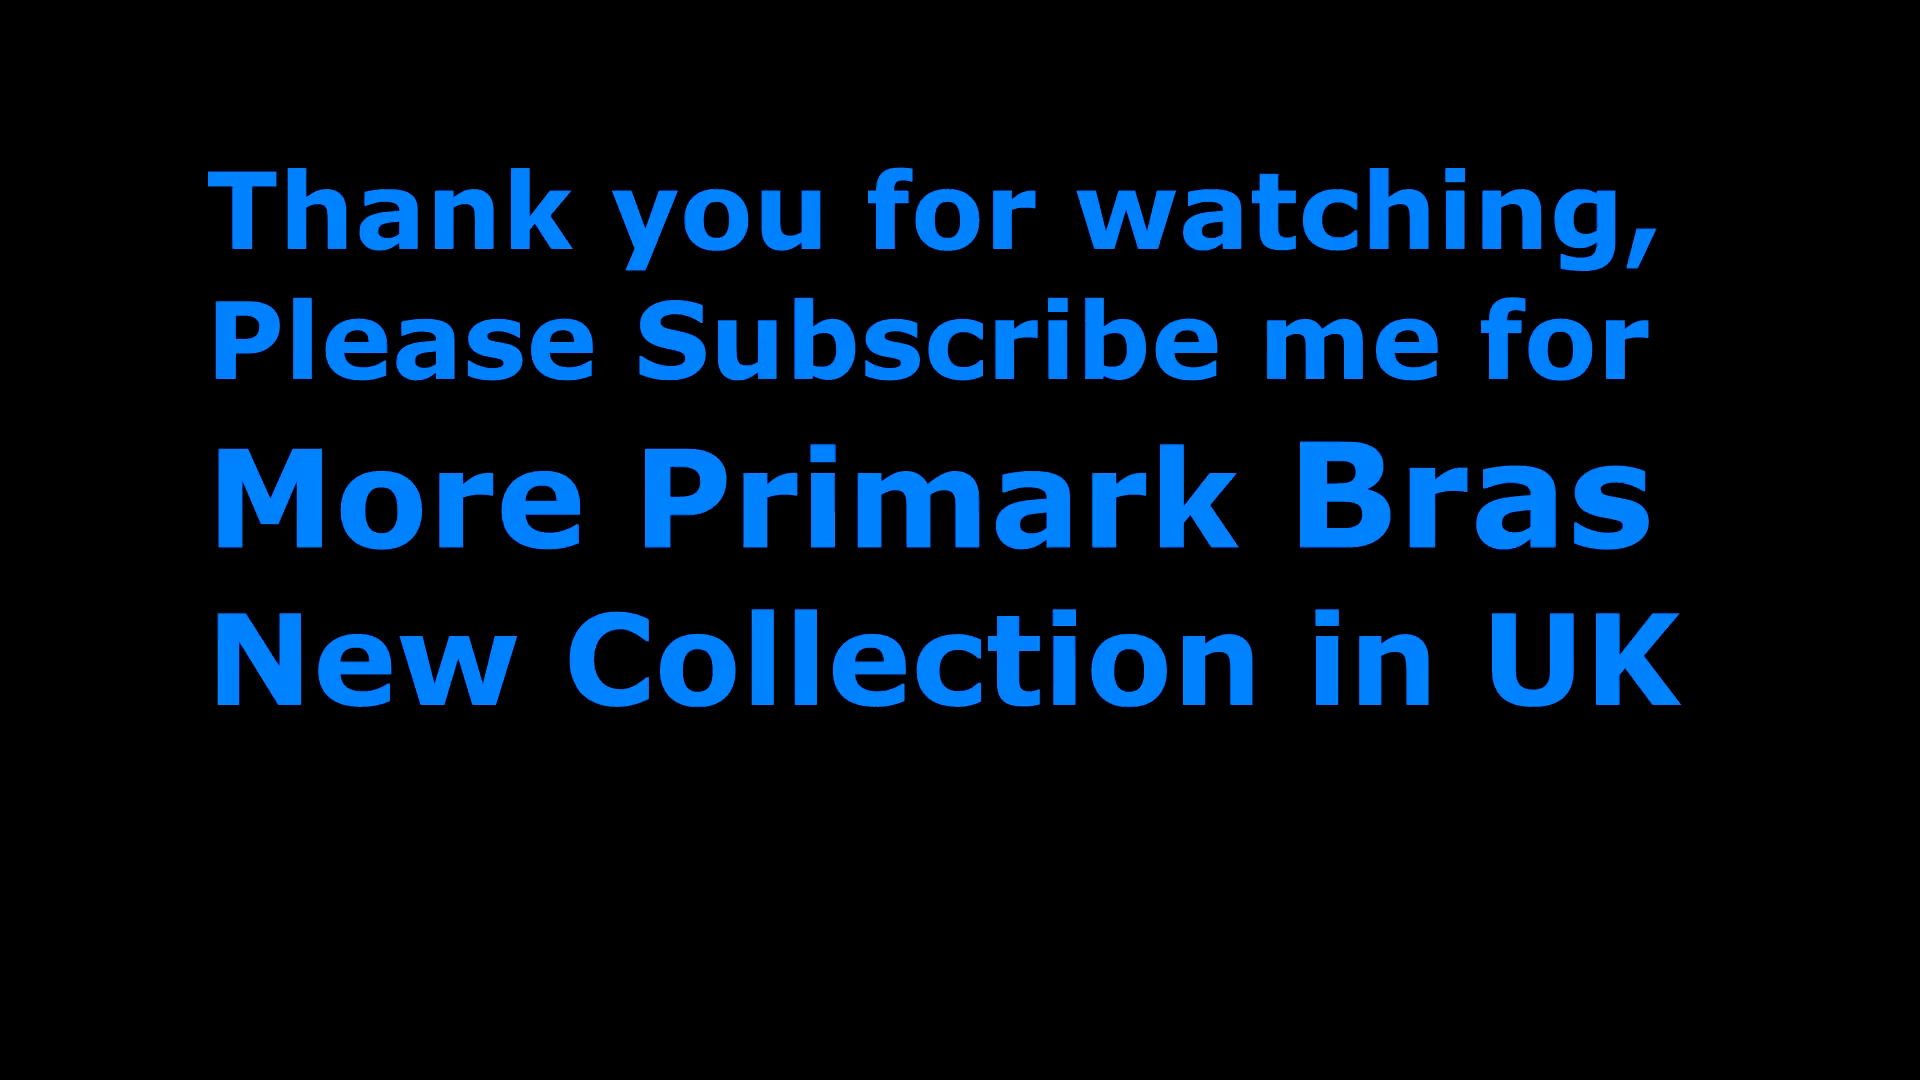 Thank you for watching,
Please Subscribe me for
More Primark Bras
New Collection in UK